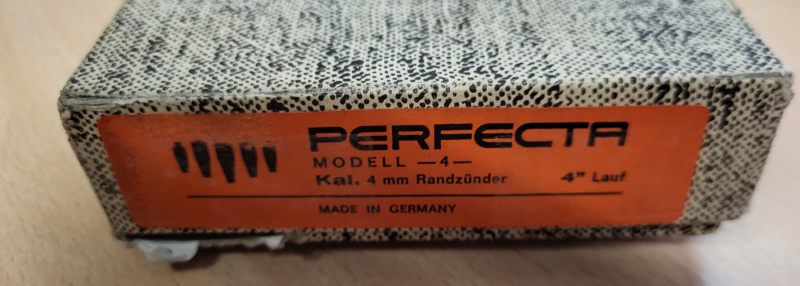 PERFECTA
MODELL —4—
Kal. 4 mm Randzünder 4" Lauf
MADE IN GERMANY